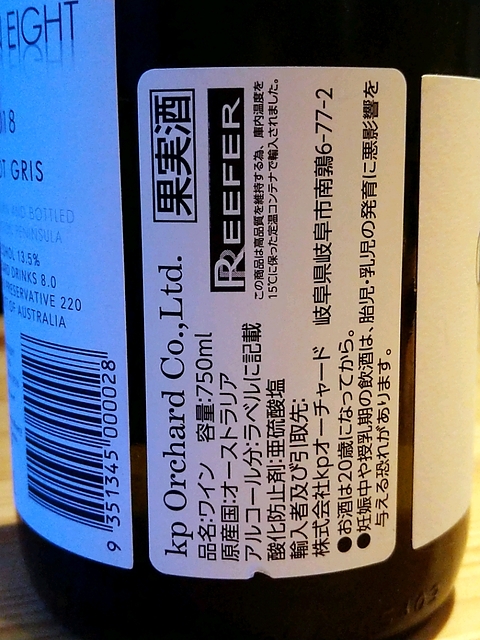 EIGHT
018
GRIS
AND BOTTLED
PENINSULA
13.5%
DRINKS 8.0
PRESERVATIVE 220
OF AUSTRALIA
9 351345 000028
kp Orchard Co.,Ltd. 果実酒
品名:ワイン 容量:750ml
原産国:オーストラリア
REEFER
アルコール分:ラベルに記載
この商品は高品質を維持する為、庫内温度を
15℃に保った定温コンテナで輸入されました。
酸化防止剤:亜硫酸塩
輸入者及び引取先:
株式会社kpオーチャード 岐阜県岐阜市南鶉6-77-2
●お酒は20歳になってから。
●妊娠中や授乳期の飲酒は、胎児・乳児の発育に悪影響を
与える恐れがあります。